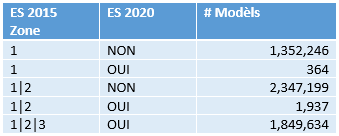 ES 2015 Zone ES 2020 # Modèls
1 NON 1,352,246
1 OUI 364
1|2 NON 2,347,199
1|2 OUI 1,937
1|2|3 OUI 1,849,634